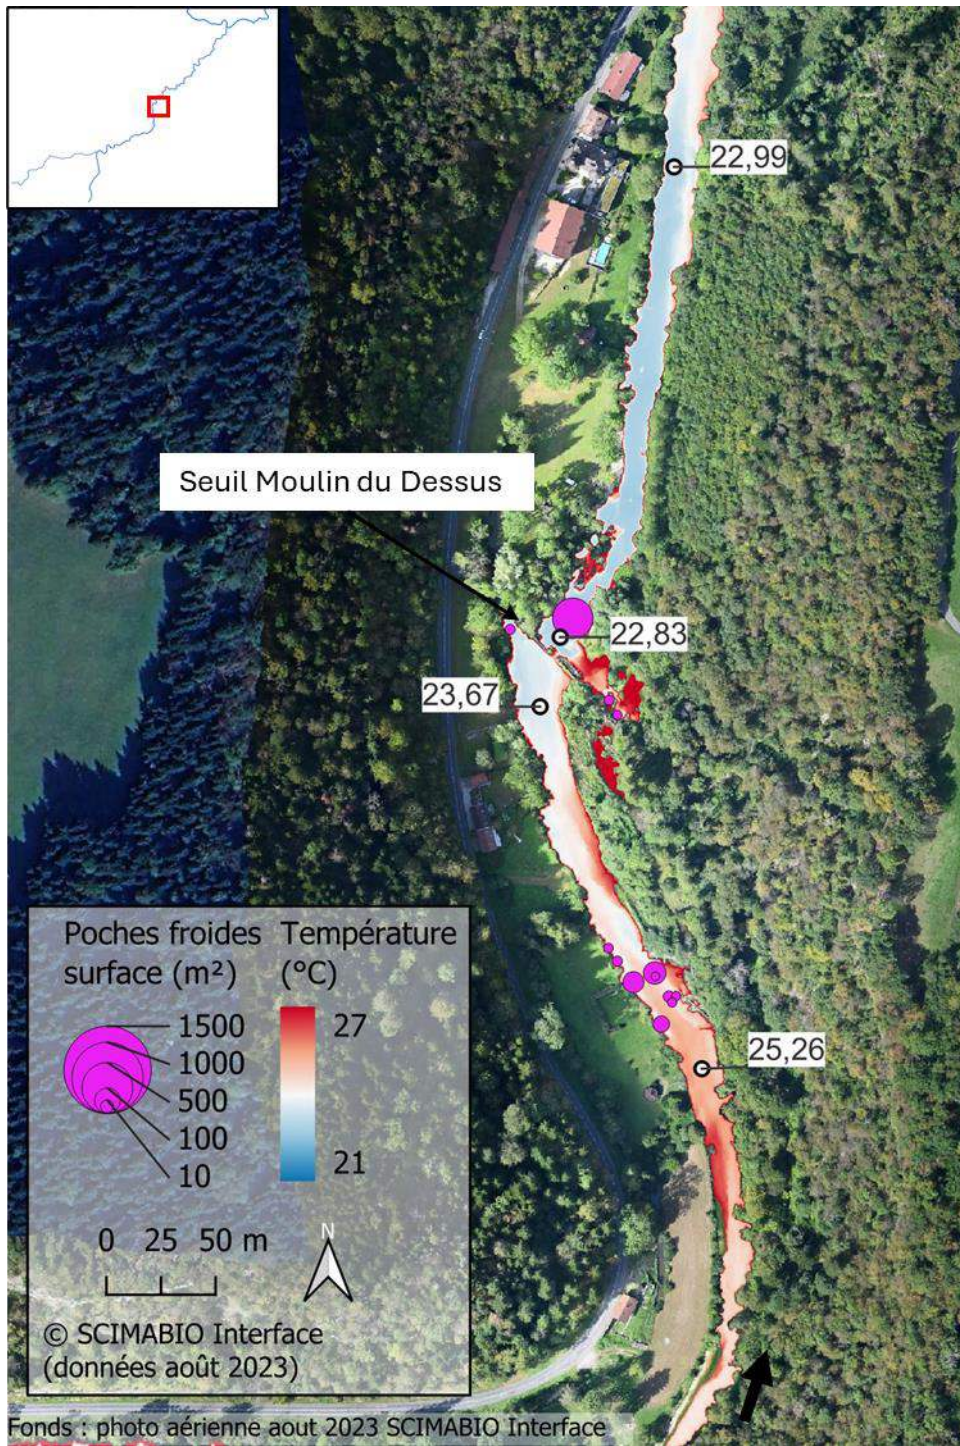 22,99
Seuil Moulin du Dessus
22,83
23,67
25,26
Poches froides
surface (m²)
1500
1000
500
100
10
Température
(°C)
27
21
0 25 50 m
N
© SCIMABIO Interface
(données août 2023)
Fonds : photo aérienne aout 2023 SCIMABIO Interface